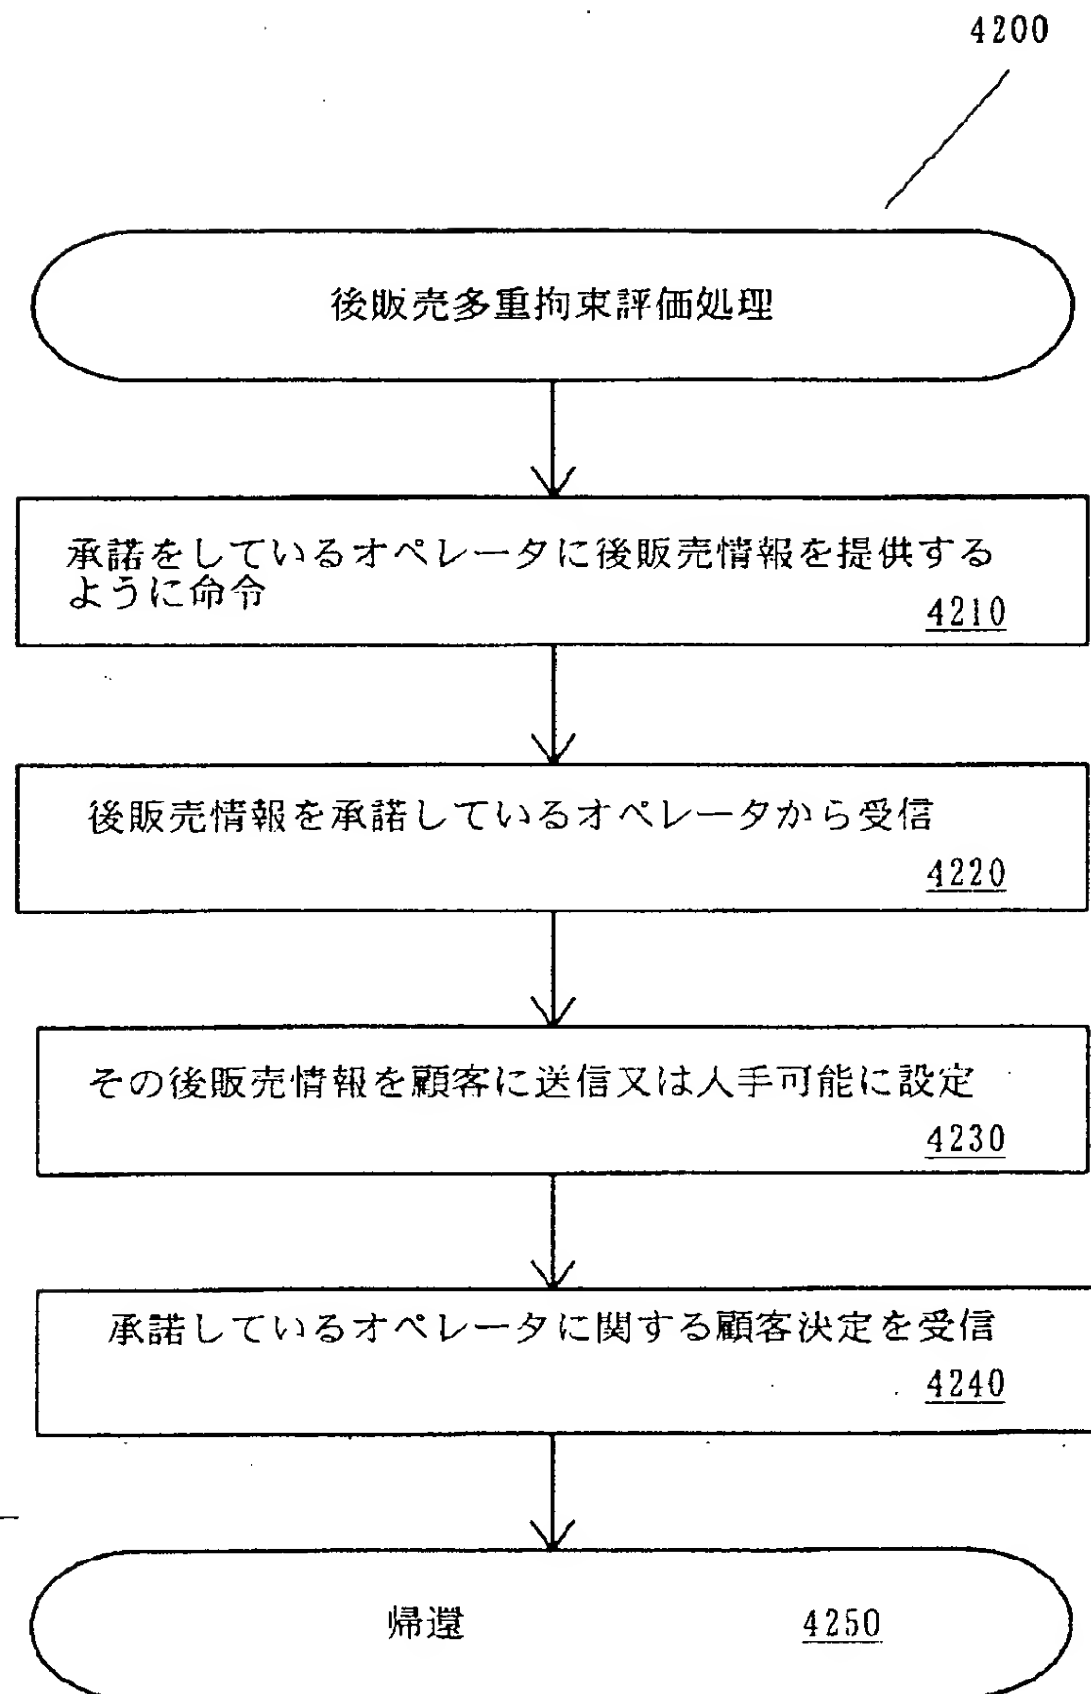 4200
後販売多重拘束評価処理
承諾をしているオペレータに後販売情報を提供する
ように命令
4210
後販売情報を承諾しているオペレータから受信
4220
その後販売情報を顧客に送信又は人手可能に設定
4230
承諾しているオペレータに関する顧客決定を受信
4240
帰還 4250